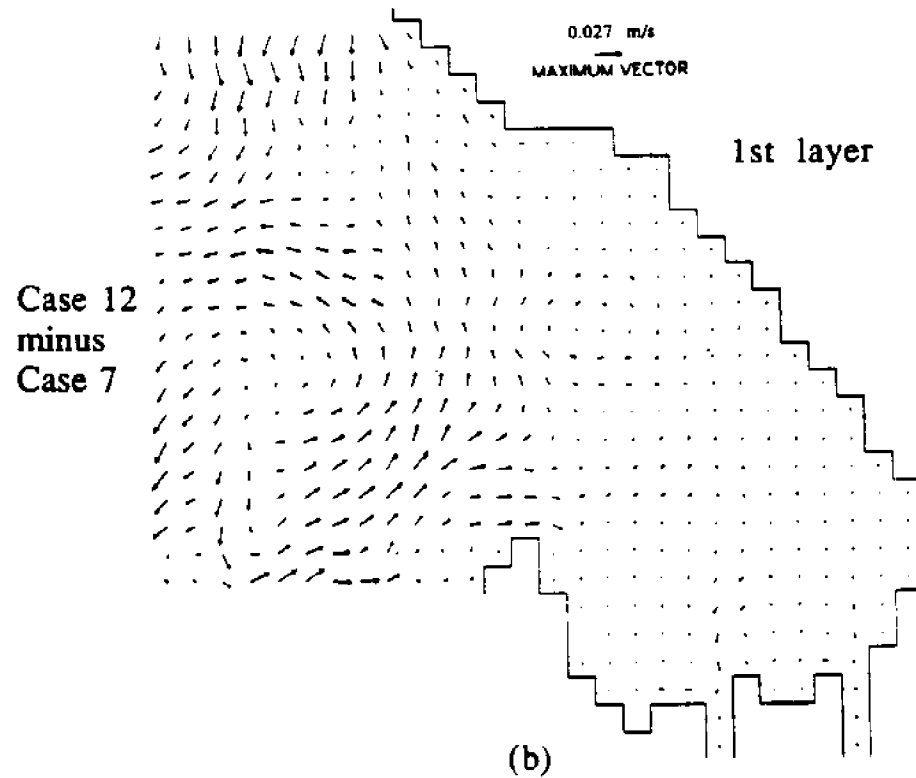 0.027 m/s
MAXIMUM VECTOR
1st layer
Case 12
minus
Case 7
(b)